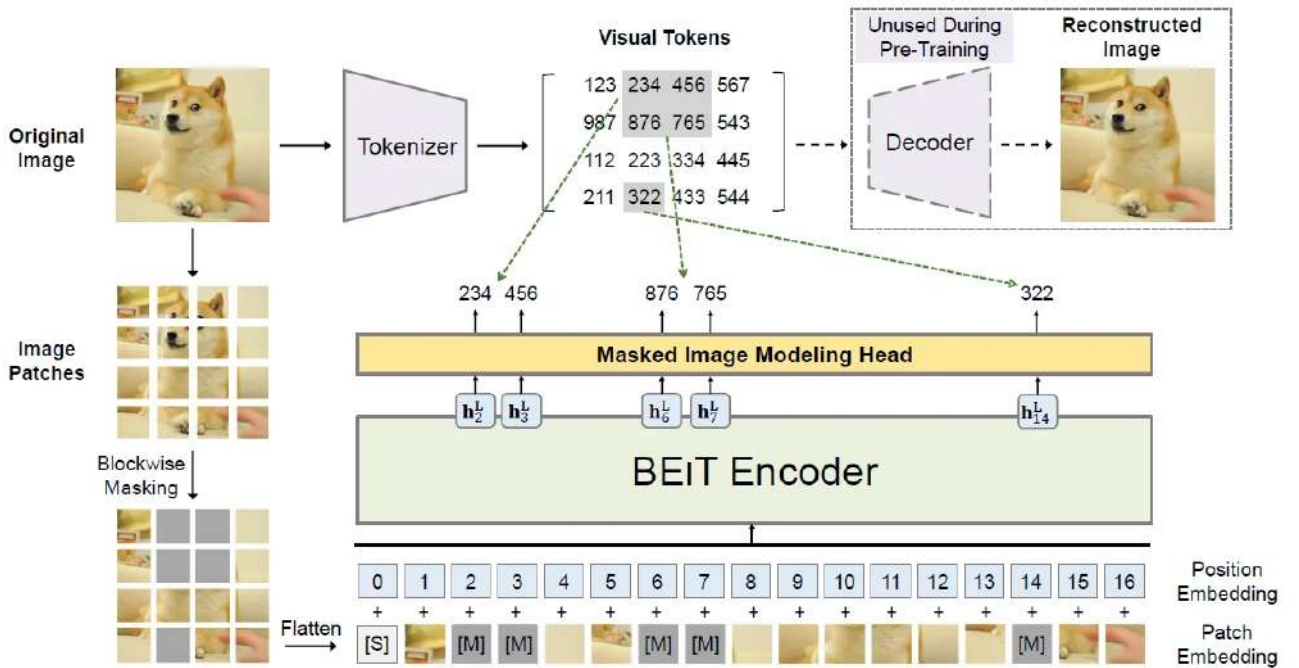 Visual Tokens
Unused During
Pre-Training
Reconstructed
Image
Original
Image
Tokenizer
123 234 456 567
987 876 765 543
112 223 334 445
211 322 433 544
Decoder
234 456 876 765 322
Image
Patches
Masked Image Modeling Head
h₂ᴸ h₃ᴸ h₆ᴸ h₇ᴸ h₁₄ᴸ
BEiT Encoder
Blockwise
Masking
0 1 2 3 4 5 6 7 8 9 10 11 12 13 14 15 16
Position
Embedding
+ + + + + + + + + + + + + + + + +
Flatten
[S] [M] [M] [M] [M] [M]
Patch
Embedding